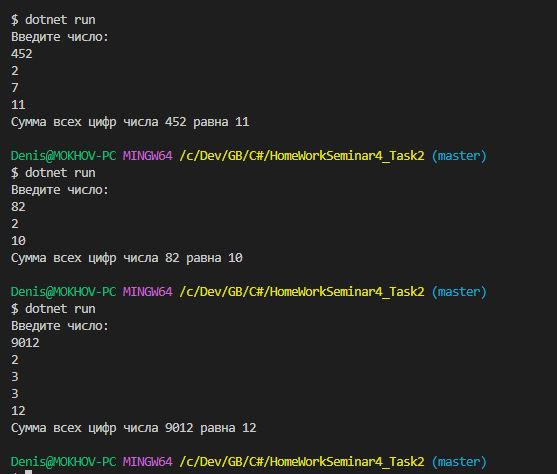 $ dotnet run
Введите число:
452
2
7
11
Сумма всех цифр числа 452 равна 11
Denis@MOKHOV-PC MINGW64 /c/Dev/GB/C#/HomeWorkSeminar4_Task2 (master)
$ dotnet run
Введите число:
82
2
10
Сумма всех цифр числа 82 равна 10
Denis@MOKHOV-PC MINGW64 /c/Dev/GB/C#/HomeWorkSeminar4_Task2 (master)
$ dotnet run
Введите число:
9012
2
3
3
12
Сумма всех цифр числа 9012 равна 12
Denis@MOKHOV-PC MINGW64 /c/Dev/GB/C#/HomeWorkSeminar4_Task2 (master)
$